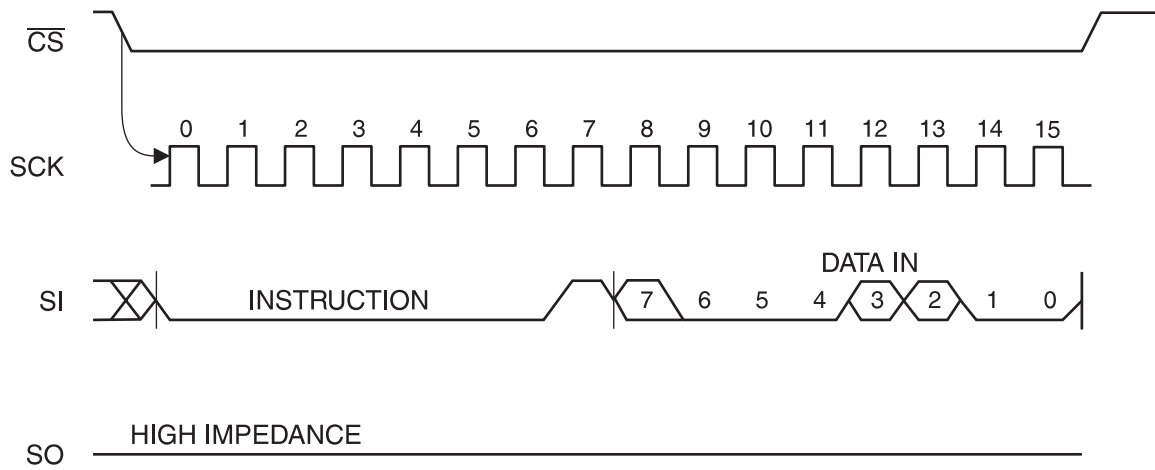 CS
0 1 2 3 4 5 6 7 8 9 10 11 12 13 14 15
SCK
DATA IN
SI INSTRUCTION 7 6 5 4 3 2 1 0
HIGH IMPEDANCE
SO